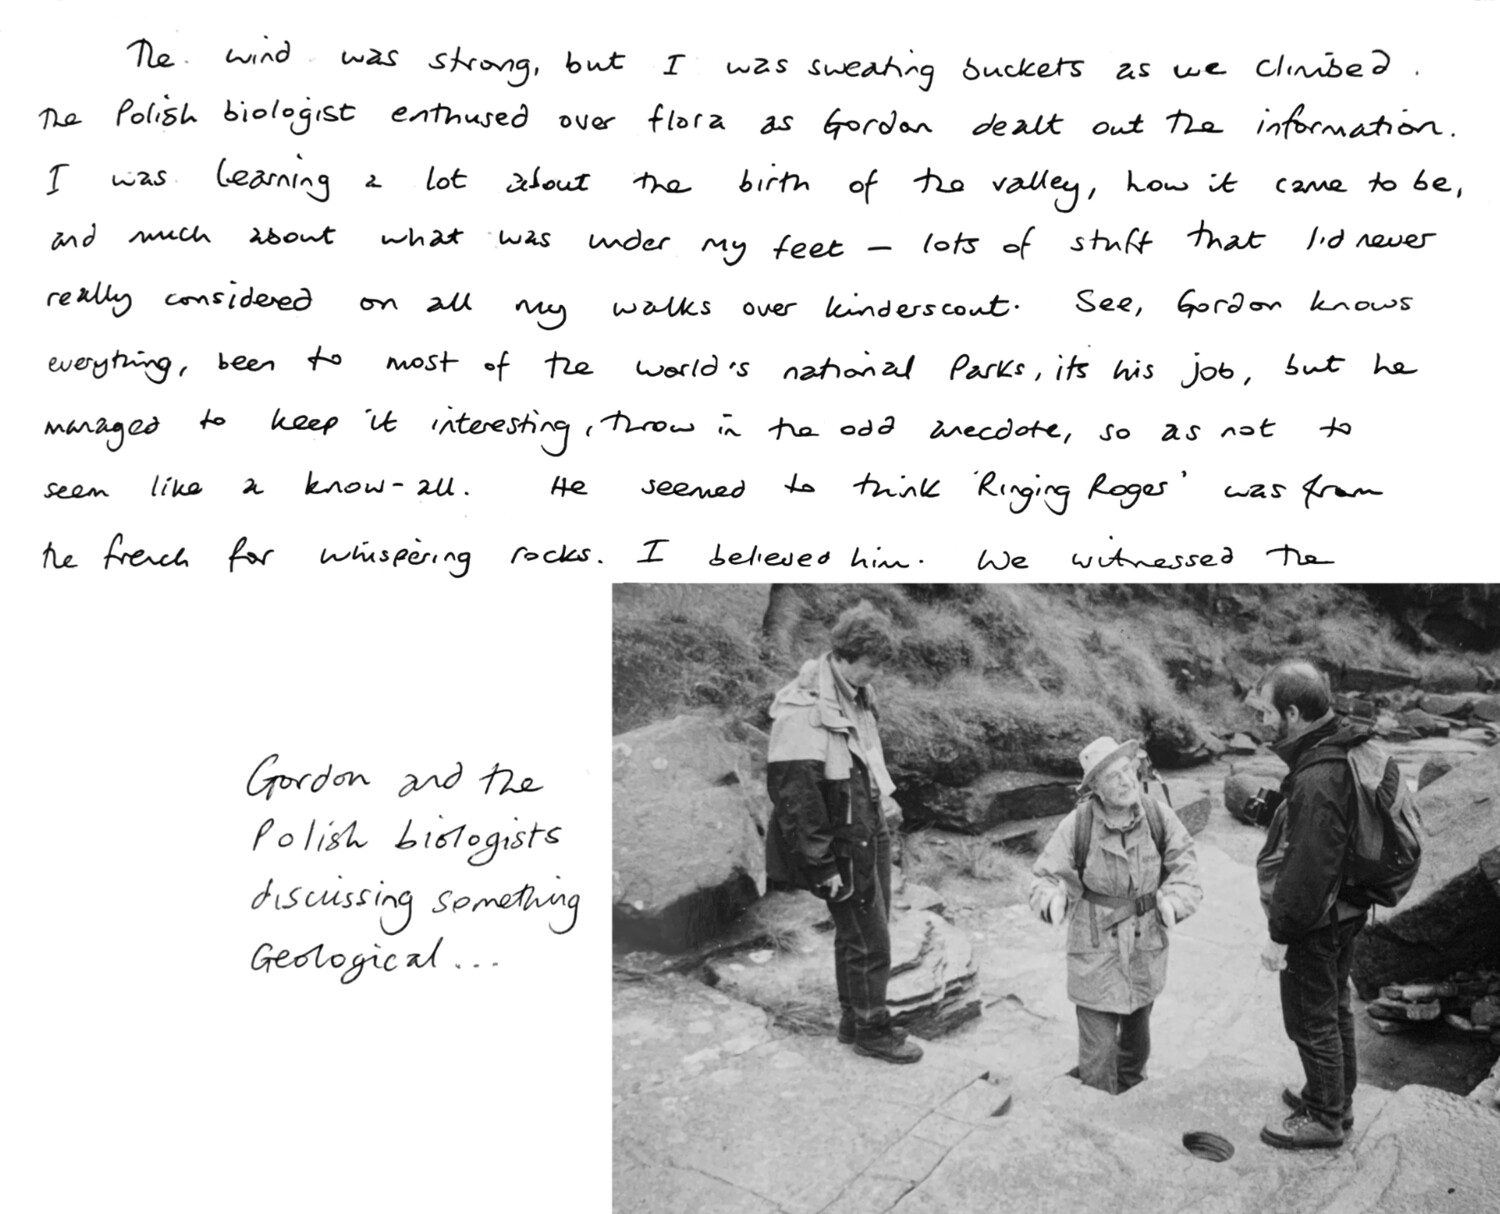 The wind was strong, but I was sweating buckets as we climbed.
The Polish biologist enthused over flora as Gordon dealt out the information.
I was learning a lot about the birth of the valley, how it came to be,
and much about what was under my feet – lots of stuff that I'd never
really considered on all my walks over kinderscout. See, Gordon knows
everything, been to most of the world's national Parks, its his job, but he
managed to keep it interesting, throw in the odd anecdote, so as not to
seem like a know-all. He seemed to think 'Ringing Roges' was from
the french for whispering rocks. I believed him. We witnessed the
Gordon and the
Polish biologists
discussing something
Geological...